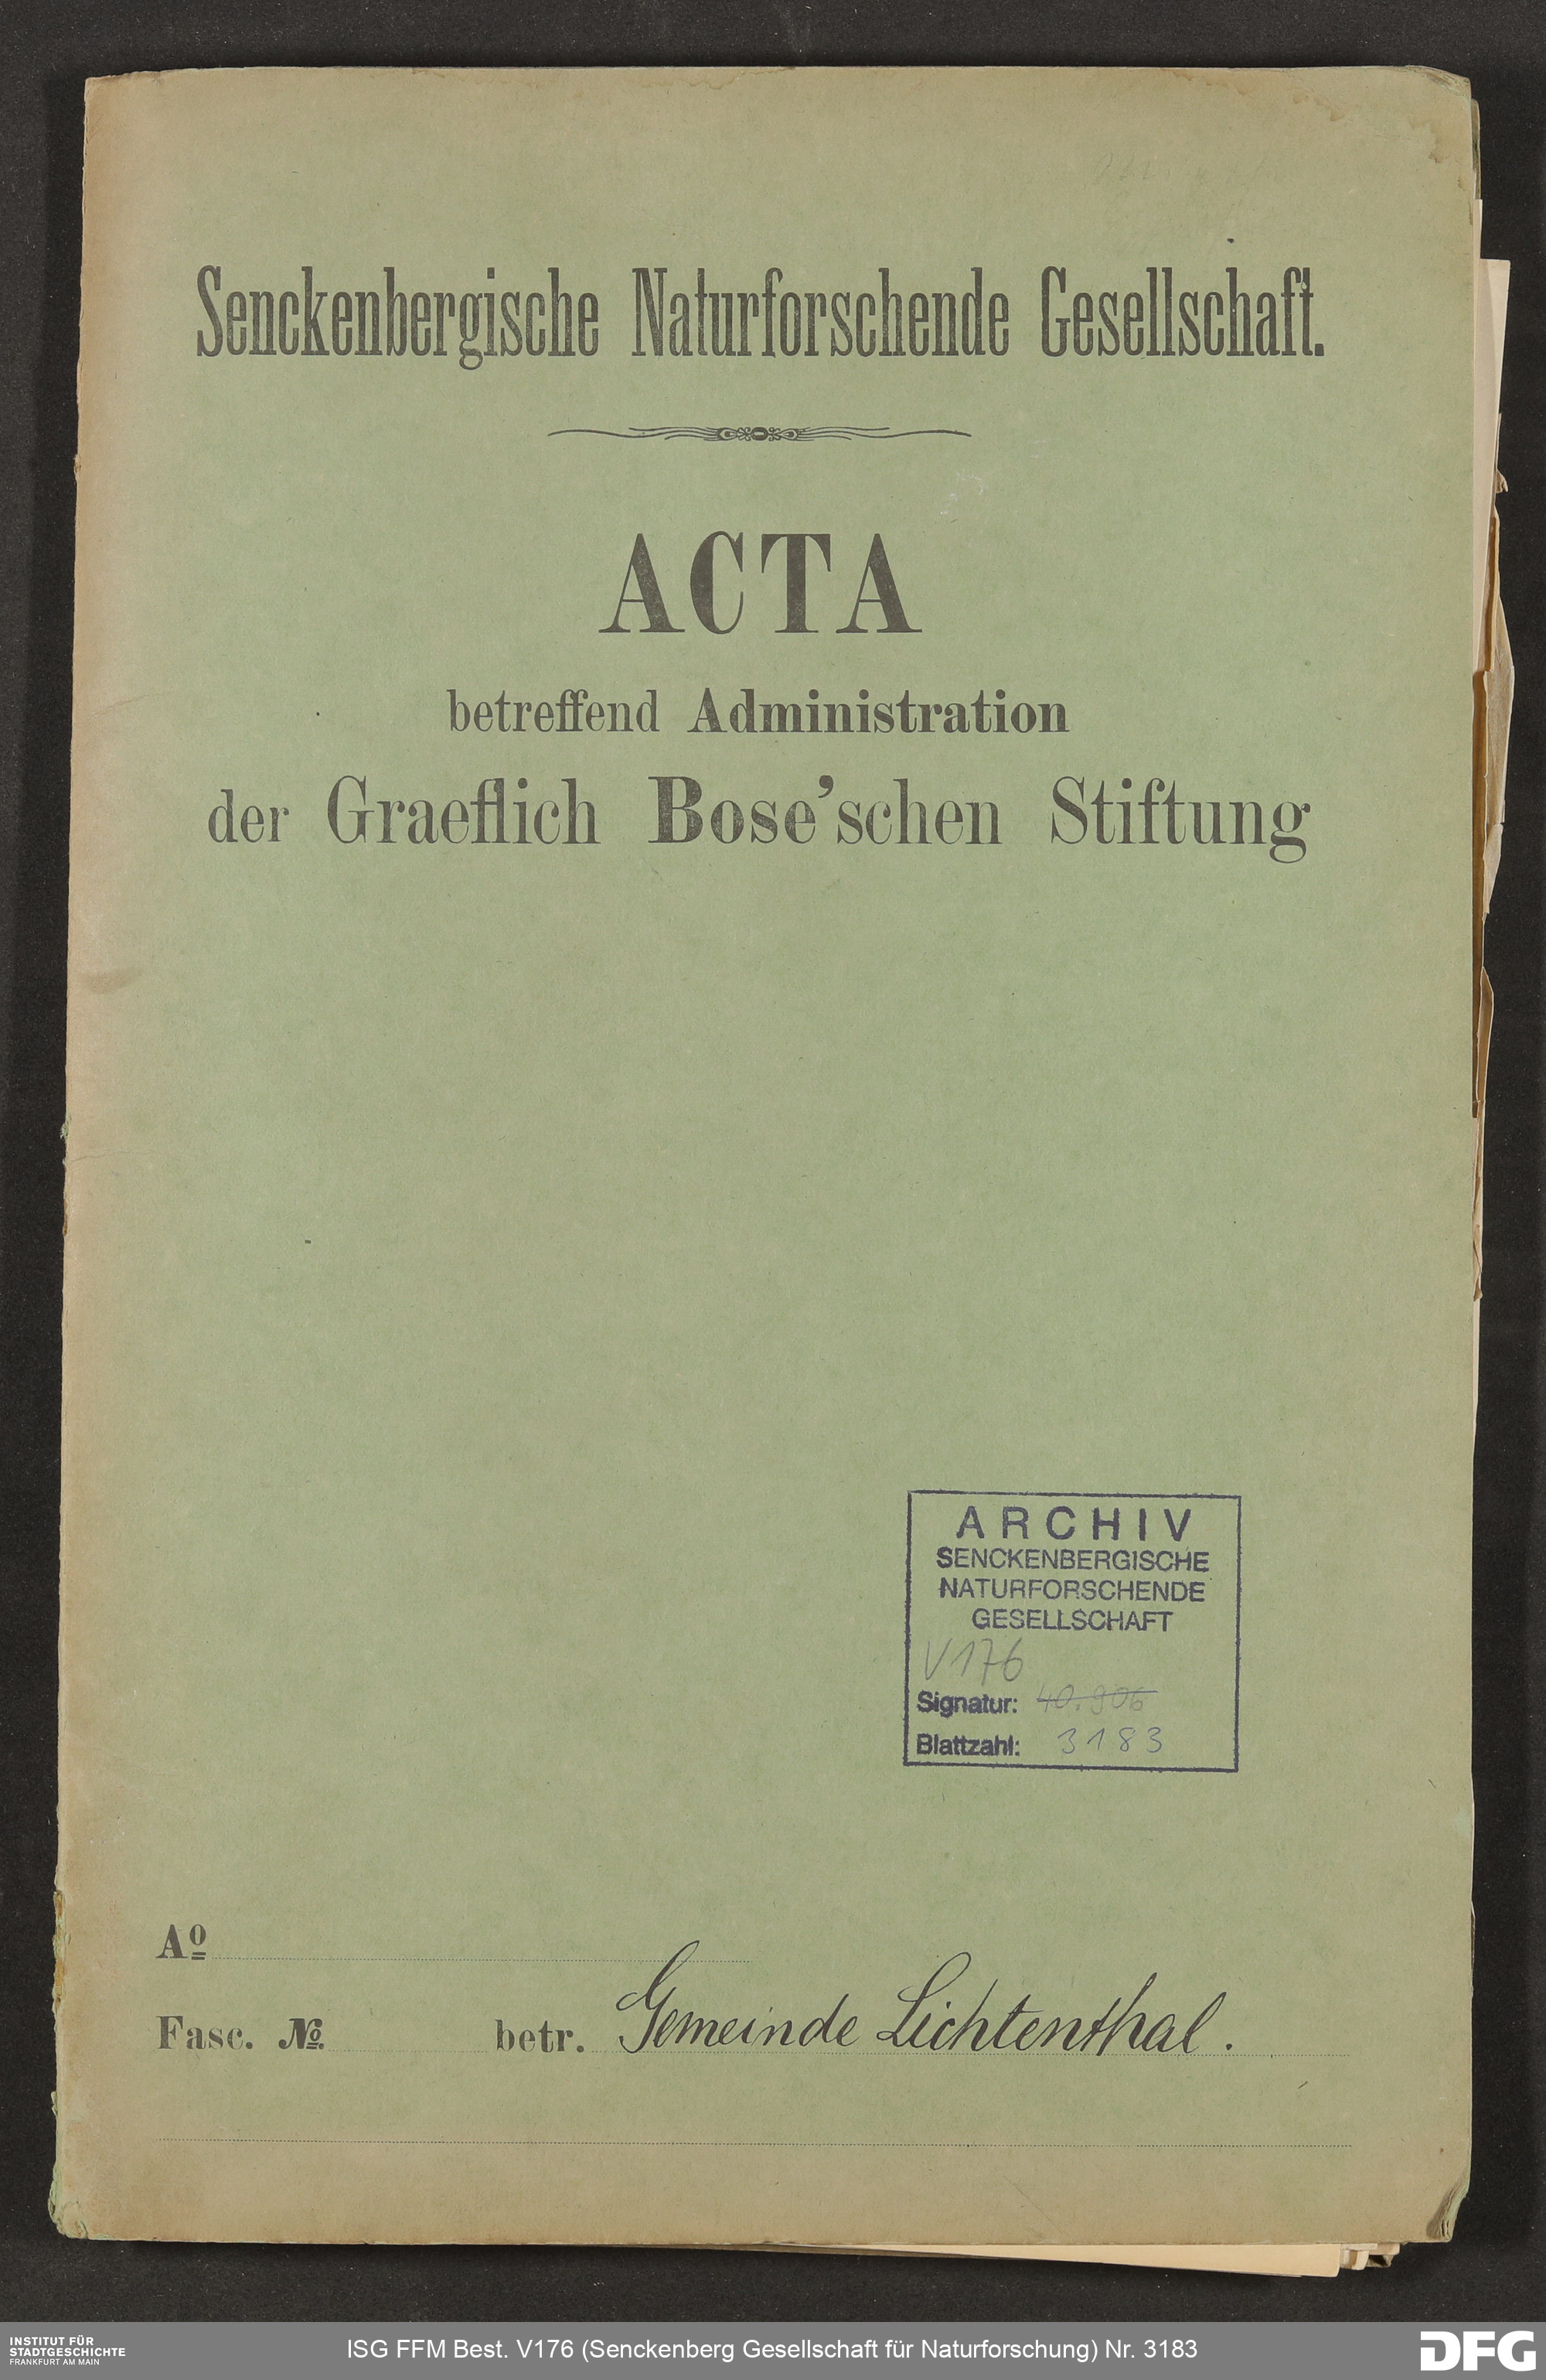 Senckenbergische Naturforschende Gesellschaft.
ACTA
betreffend Administration
der Graeflich Bose'schen Stiftung
ARCHIV
SENCKENBERGISCHE
NATURFORSCHENDE
GESELLSCHAFT
V176
Signatur: 40.906
Blattzahl: 3183
Aº
Fasc. Nº. betr. Gemeinde Lichtenthal.
INSTITUT FÜR
STADTGESCHICHTE
FRANKFURT AM MAIN
ISG FFM Best. V176 (Senckenberg Gesellschaft für Naturforschung) Nr. 3183
DFG